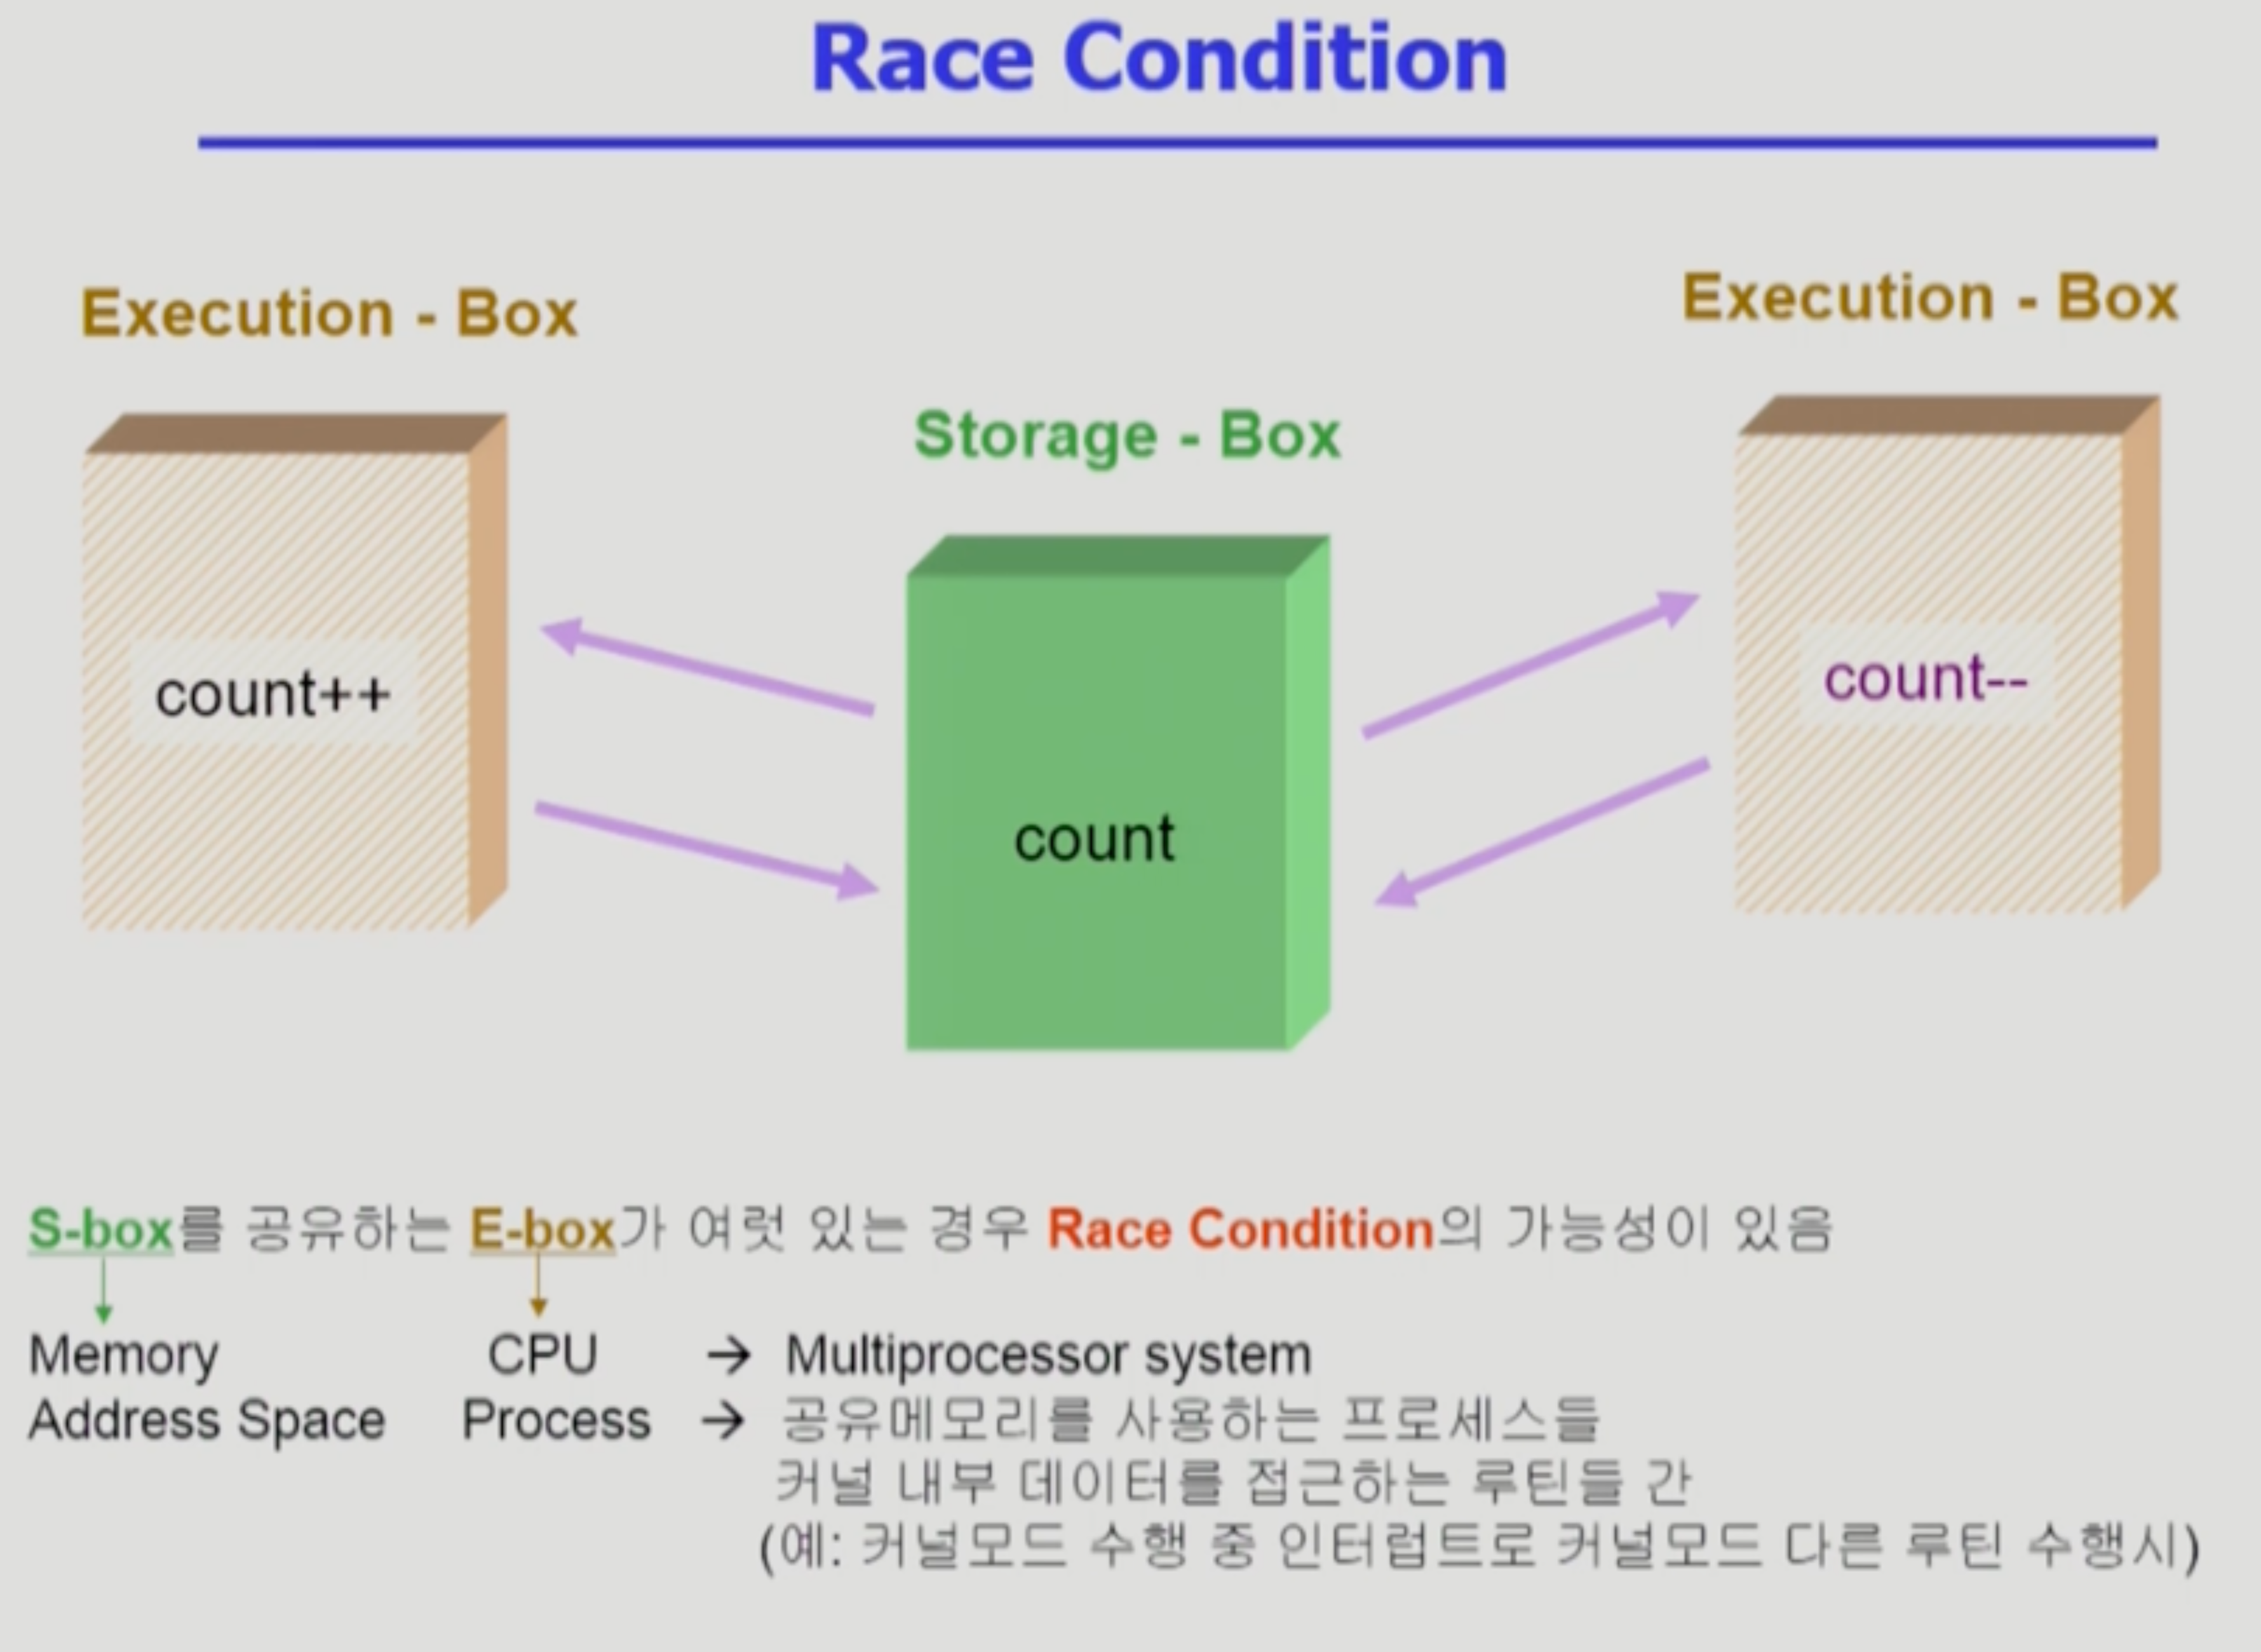 Race Condition
Execution - Box
Execution - Box
Storage - Box
count++
count--
count
S-box를 공유하는 E-box가 여럿 있는 경우 Race Condition의 가능성이 있음
Memory CPU → Multiprocessor system
Address Space Process → 공유메모리를 사용하는 프로세스들
커널 내부 데이터를 접근하는 루틴들 간
(예: 커널모드 수행 중 인터럽트로 커널모드 다른 루틴 수행시)